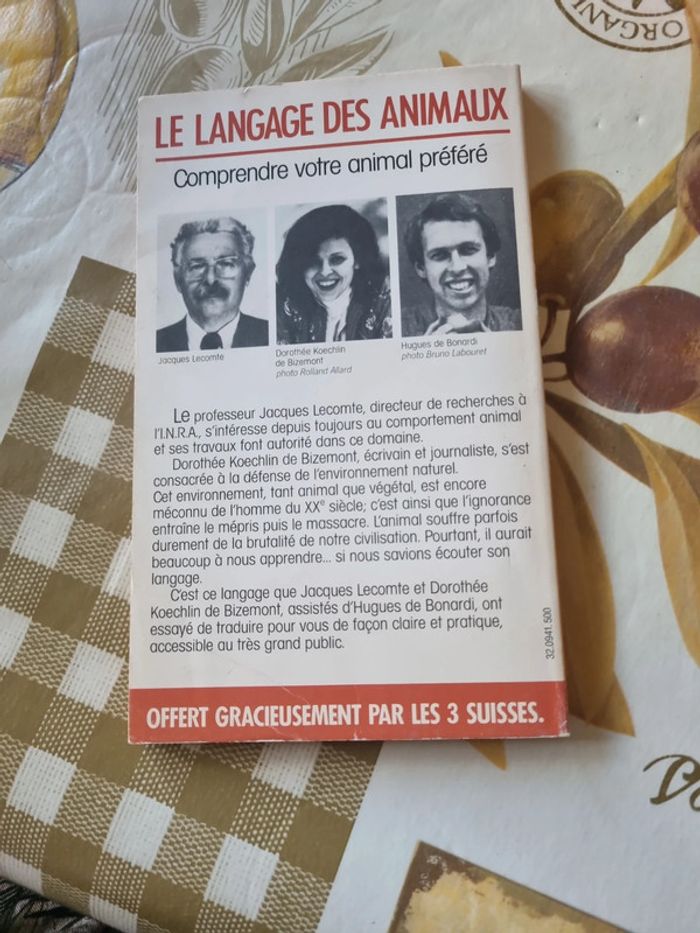 ORGANI
LE LANGAGE DES ANIMAUX
Comprendre votre animal préféré
Jacques Lecomte
Dorothée Koechlin
de Bizemont
photo Rolland Allard
Hugues de Bonardi
photo Bruno Labouret
Le professeur Jacques Lecomte, directeur de recherches à
l'I.N.R.A., s'intéresse depuis toujours au comportement animal
et ses travaux font autorité dans ce domaine.
Dorothée Koechlin de Bizemont, écrivain et journaliste, s'est
consacrée à la défense de l'environnement naturel.
Cet environnement, tant animal que végétal, est encore
méconnu de l'homme du XXe siècle; c'est ainsi que l'ignorance
entraîne le mépris puis le massacre. L'animal souffre parfois
durement de la brutalité de notre civilisation. Pourtant, il aurait
beaucoup à nous apprendre... si nous savions écouter son
langage.
C'est ce langage que Jacques Lecomte et Dorothée
Koechlin de Bizemont, assistés d'Hugues de Bonardi, ont
essayé de traduire pour vous de façon claire et pratique,
accessible au très grand public.
32.0941.500
OFFERT GRACIEUSEMENT PAR LES 3 SUISSES.